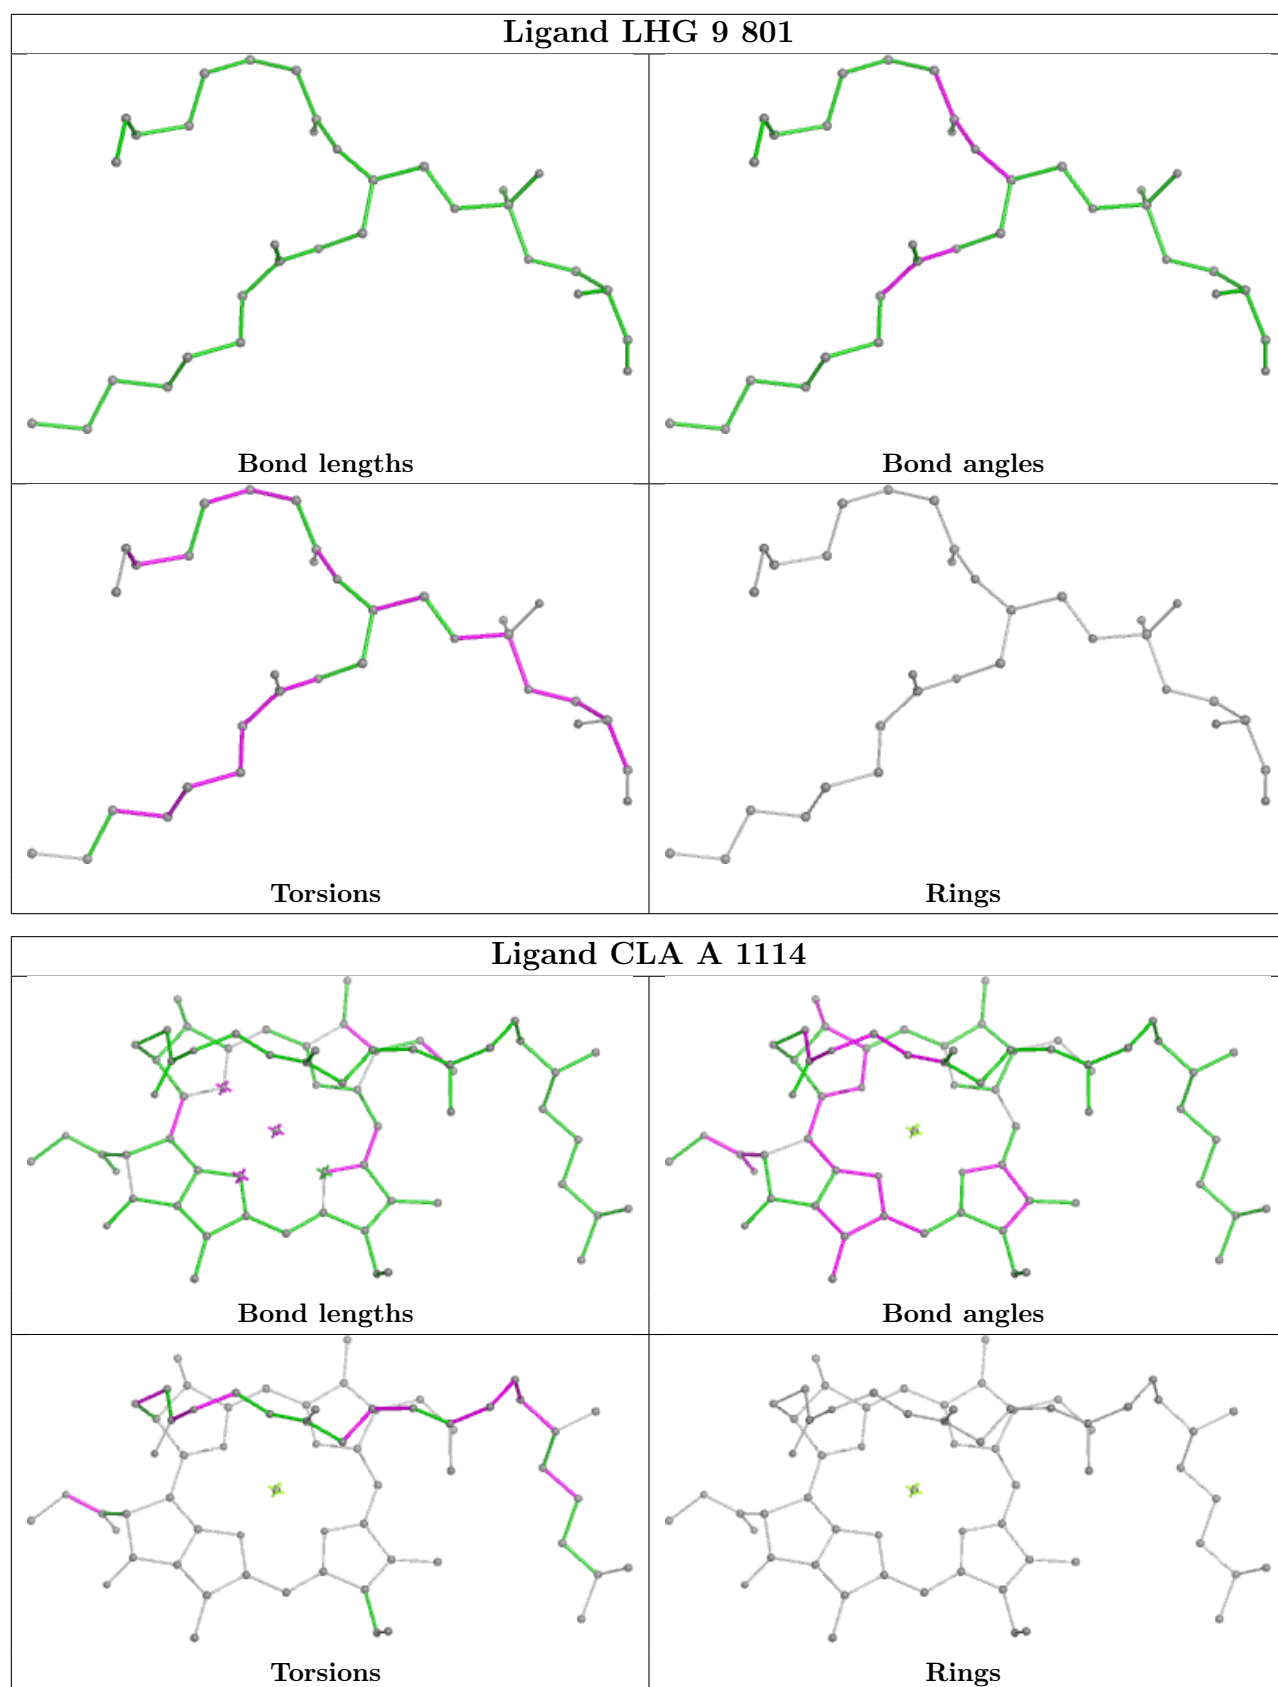 Ligand LHG 9 801
Bond lengths
Bond angles
Torsions
Rings
Ligand CLA A 1114
Bond lengths
Bond angles
Torsions
Rings